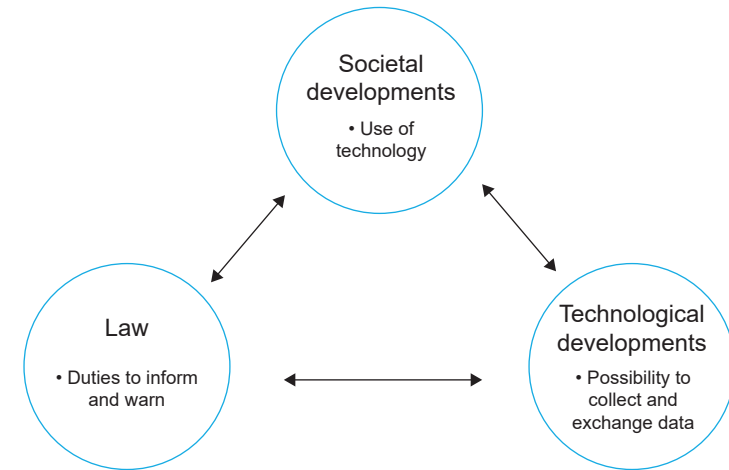 Societal
developments
• Use of
technology
Law
• Duties to inform
and warn
Technological
developments
• Possibility to
collect and
exchange data